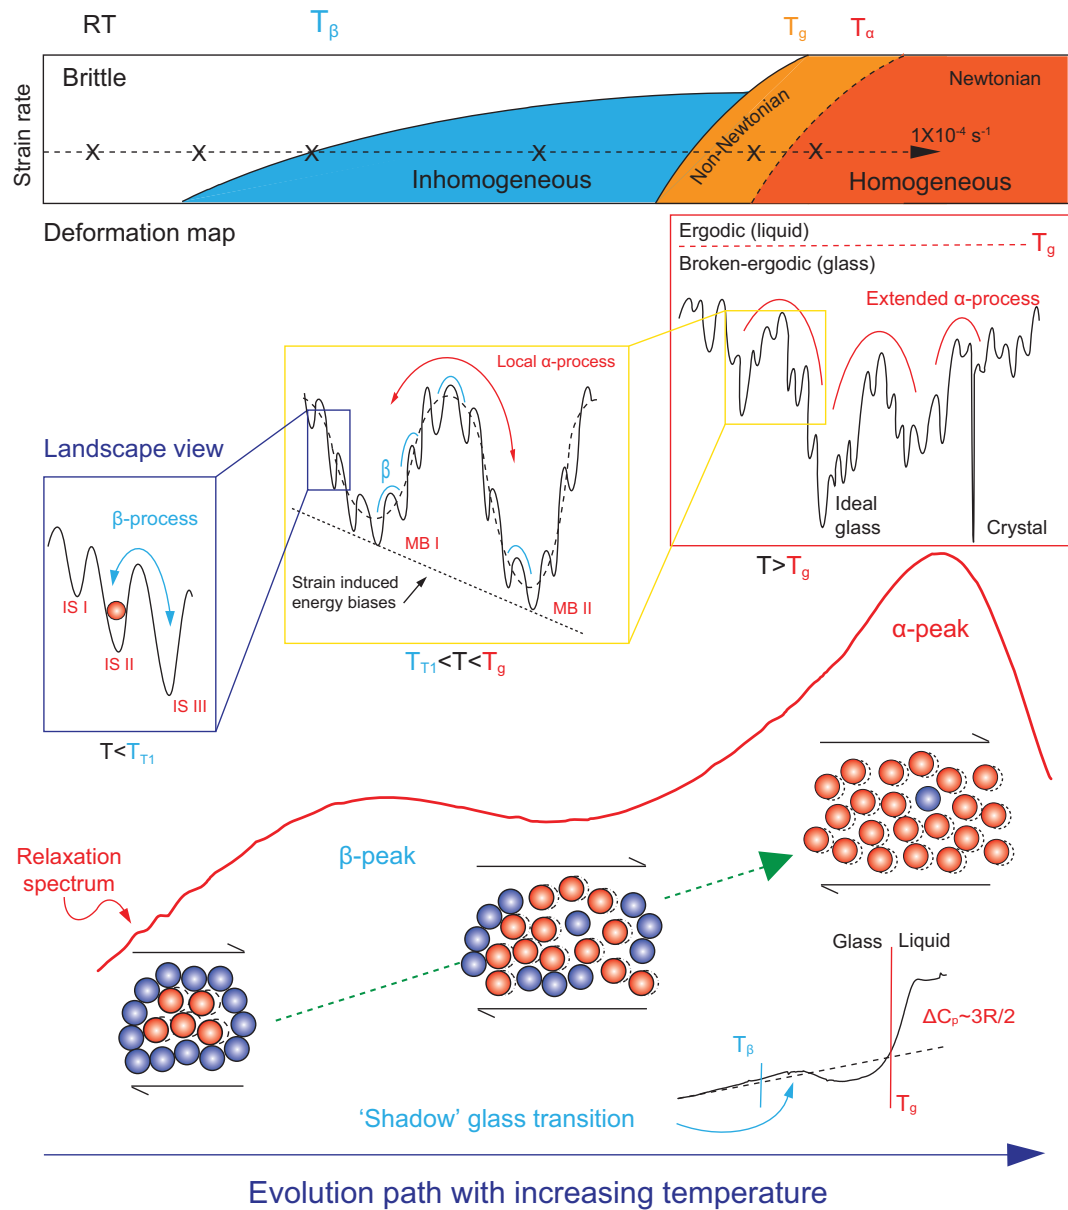 RT
Tβ
Tg
Tα
Brittle
Newtonian
Strain rate
Non-Newtonian
1X10⁻⁴ s⁻¹
X X X X X X
Inhomogeneous
Homogeneous
Deformation map
Ergodic (liquid)
Tg
Broken-ergodic (glass)
Extended α-process
Local α-process
Landscape view
β
β-process
Ideal
glass
Crystal
MB I
Strain induced
energy biases
MB II
T>Tg
IS I
IS II
IS III
TT1<T<Tg
T<TT1
α-peak
Relaxation
spectrum
β-peak
Glass
Liquid
ΔCp~3R/2
Tβ
Tg
‘Shadow’ glass transition
Evolution path with increasing temperature